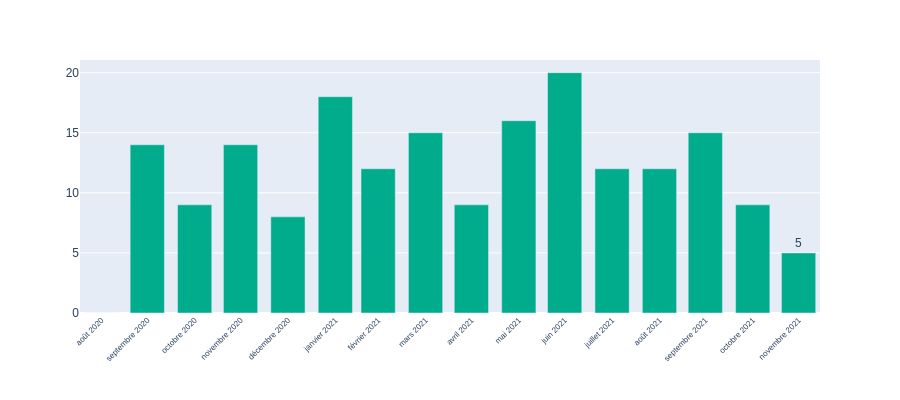 20
15
10
5
0
5
août 2020
septembre 2020
octobre 2020
novembre 2020
décembre 2020
janvier 2021
février 2021
mars 2021
avril 2021
mai 2021
juin 2021
juillet 2021
août 2021
septembre 2021
octobre 2021
novembre 2021